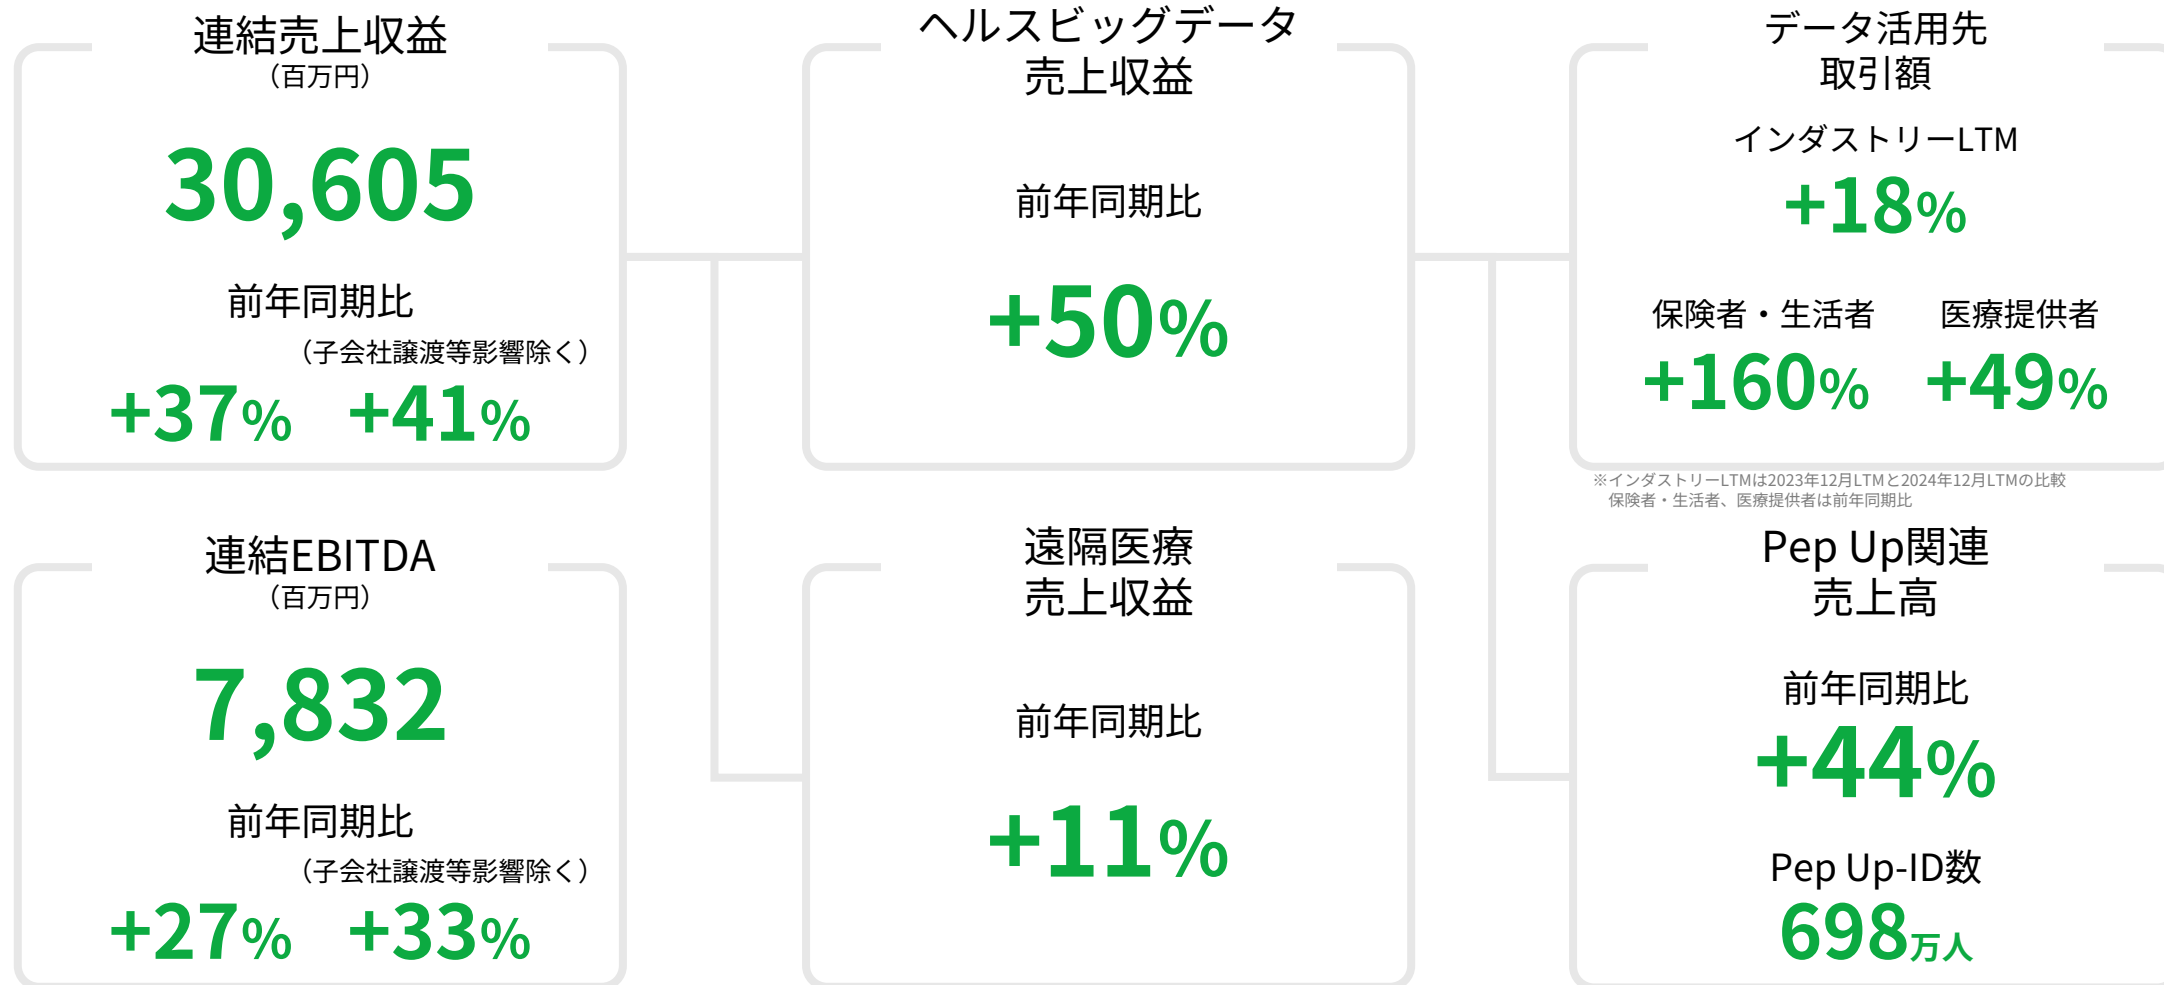 連結売上収益
（百万円）
30,605
前年同期比
（子会社譲渡等影響除く）
+37% +41%
ヘルスビッグデータ
売上収益
前年同期比
+50%
データ活用先
取引額
インダストリーLTM
+18%
保険者・生活者 医療提供者
+160% +49%
※インダストリーLTMは2023年12月LTMと2024年12月LTMの比較
保険者・生活者、医療提供者は前年同期比
連結EBITDA
（百万円）
7,832
前年同期比
（子会社譲渡等影響除く）
+27% +33%
遠隔医療
売上収益
前年同期比
+11%
Pep Up関連
売上高
前年同期比
+44%
Pep Up-ID数
698万人